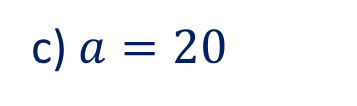 c) a = 20